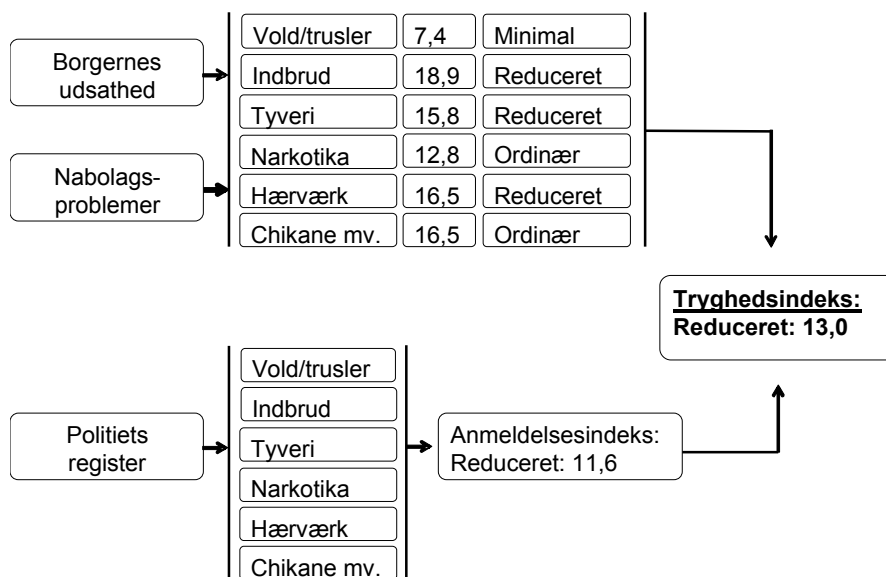 Borgernes
udsathed
Nabolags-
problemer
Vold/trusler 7,4 Minimal
Indbrud 18,9 Reduceret
Tyveri 15,8 Reduceret
Narkotika 12,8 Ordinær
Hærværk 16,5 Reduceret
Chikane mv. 16,5 Ordinær
Tryghedsindeks:
Reduceret: 13,0
Politiets
register
Vold/trusler
Indbrud
Tyveri
Narkotika
Hærværk
Chikane mv.
Anmeldelsesindeks:
Reduceret: 11,6